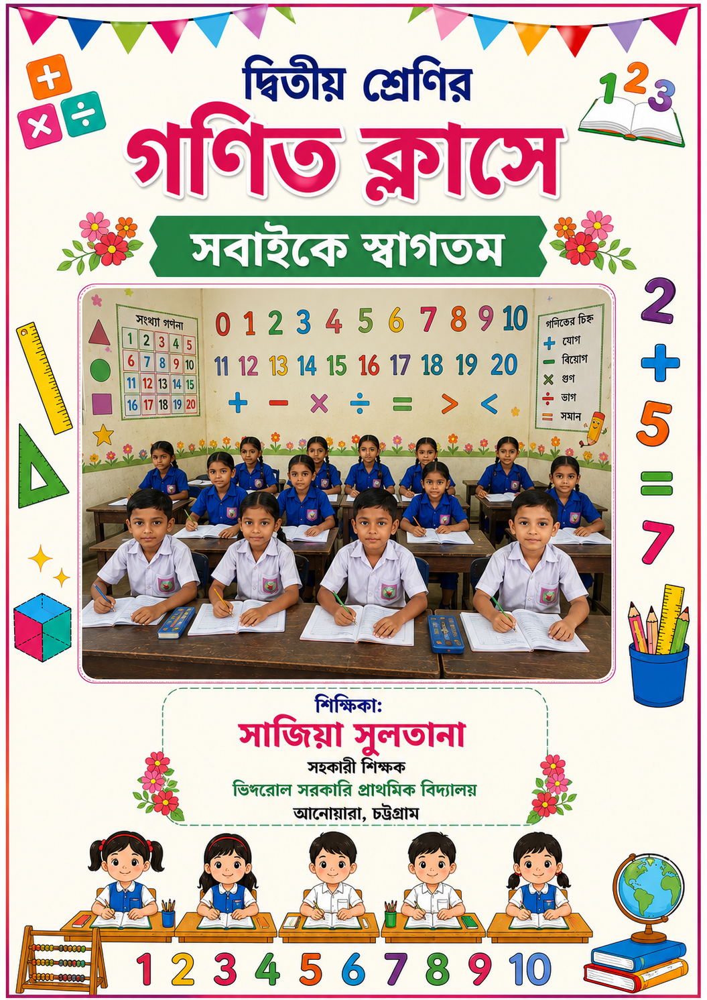 দ্বিতীয় শ্রেণির
1 2 3
গণিত ক্লাসে
সবাইকে স্বাগতম
সংখ্যা গণনা
1 2 3 4 5
6 7 8 9 10
11 12 13 14 15
16 17 18 19 20
0 1 2 3 4 5 6 7 8 9 10
11 12 13 14 15 16 17 18 19 20
+ − × ÷ = > <
গণিতের চিহ্ন
+ যোগ
− বিয়োগ
× গুণ
÷ ভাগ
= সমান
2
+
5
=
7
শিক্ষিকা:
সাজিয়া সুলতানা
সহকারী শিক্ষক
ভিঙ্গরোল সরকারি প্রাথমিক বিদ্যালয়
আনোয়ারা, চট্টগ্রাম
1 2 3 4 5 6 7 8 9 10